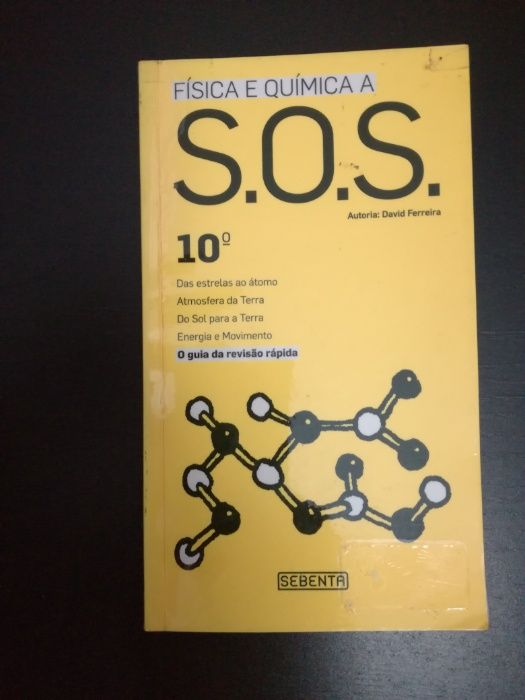 FÍSICA E QUÍMICA A
S.O.S.
Autoria: David Ferreira
10º
Das estrelas ao átomo
Atmosfera da Terra
Do Sol para a Terra
Energia e Movimento
O guia da revisão rápida
SEBENTA